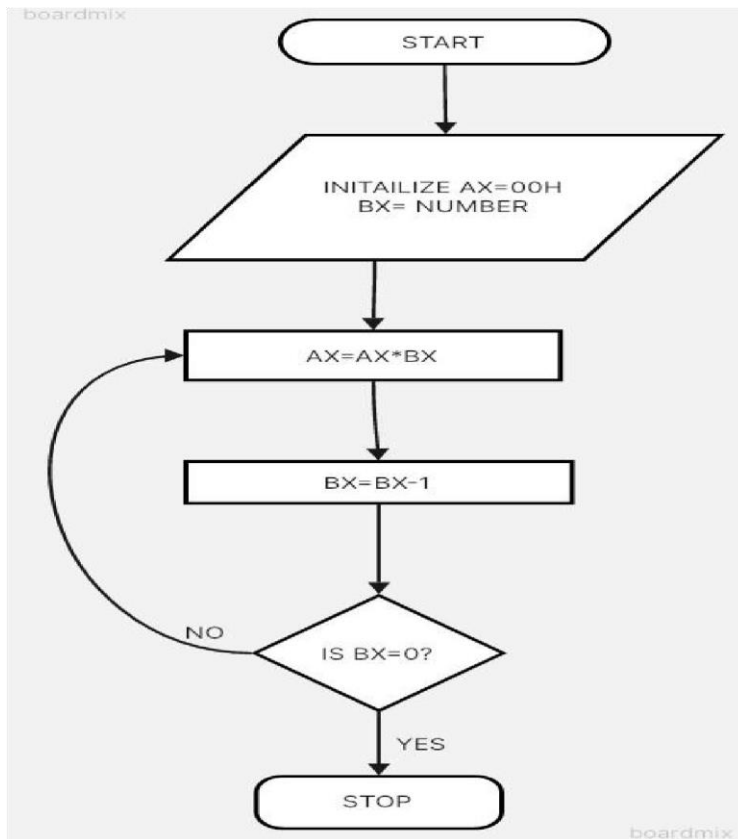 boardmix
START
INITAILIZE AX=00H
BX= NUMBER
AX=AX*BX
BX=BX-1
NO
IS BX=0?
YES
STOP
boardmix